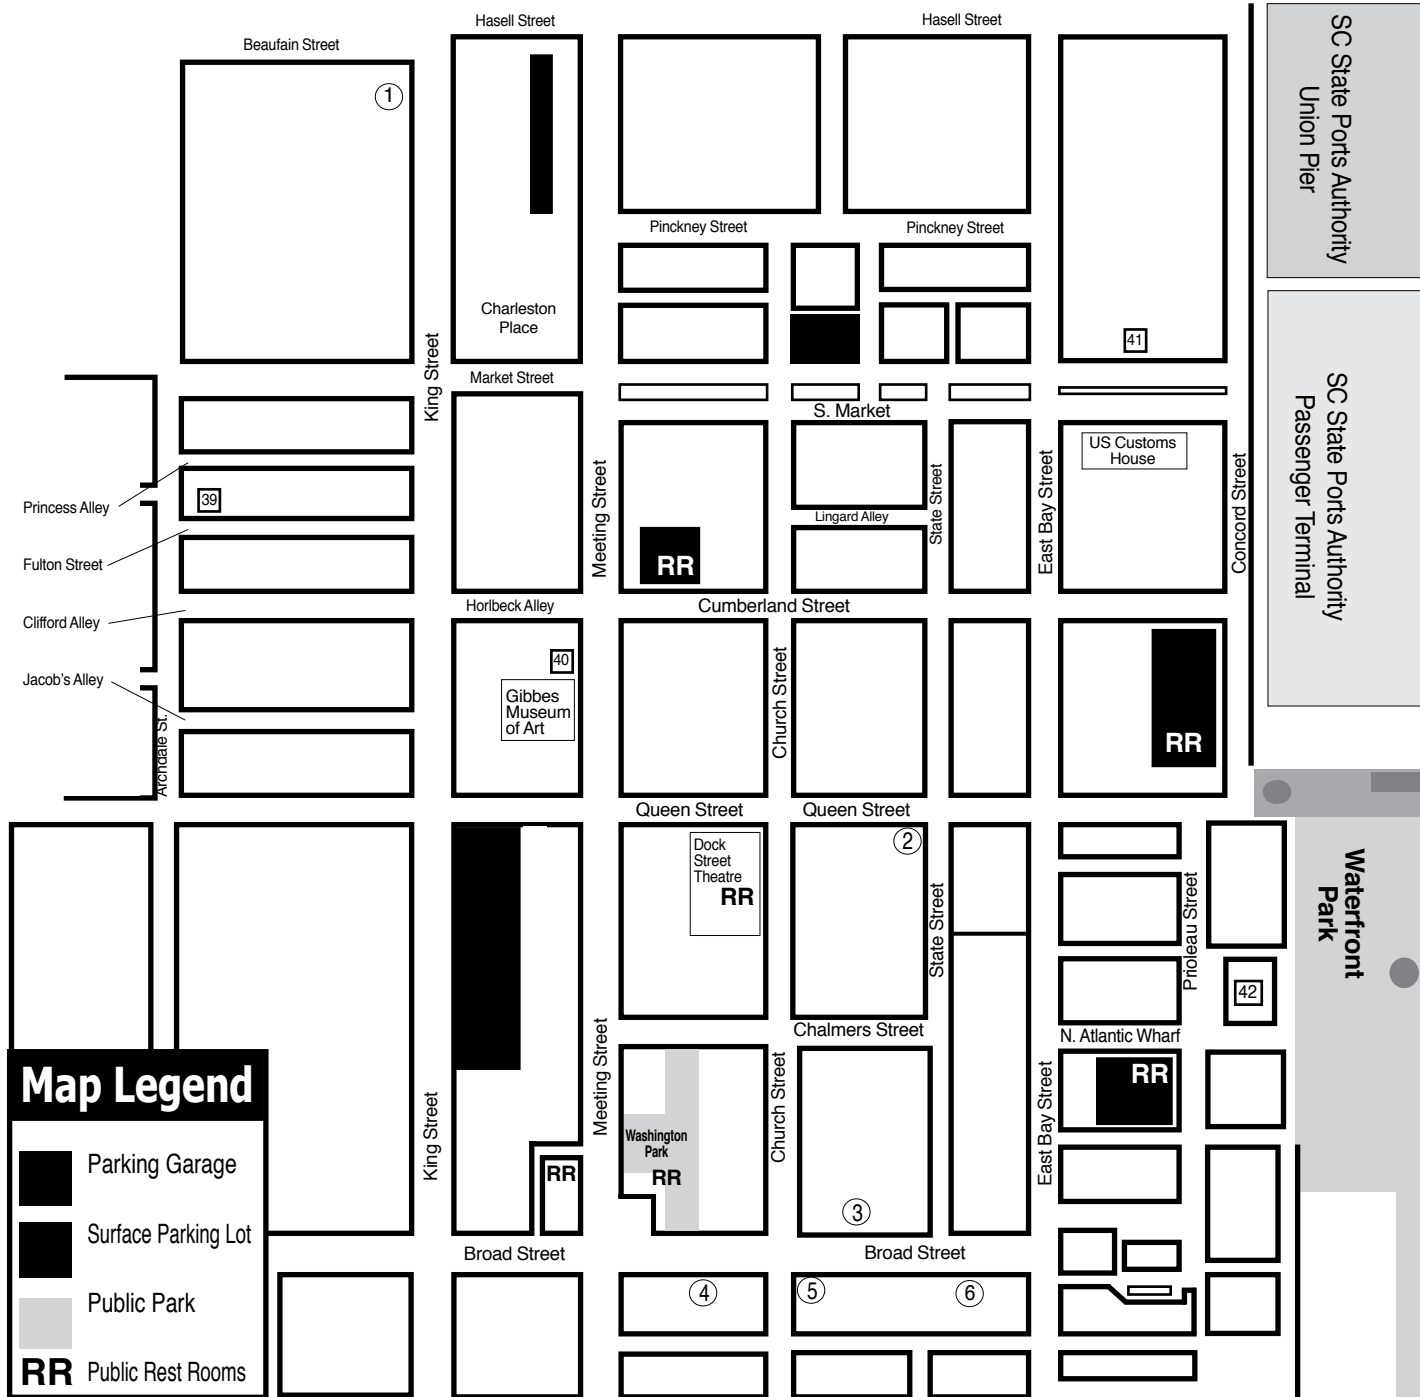 Hasell Street
Hasell Street
Beaufain Street
1
SC State Ports Authority
Union Pier
Pinckney Street
Pinckney Street
Charleston
Place
41
King Street
Market Street
S. Market
SC State Ports Authority
Passenger Terminal
US Customs
House
Meeting Street
State Street
East Bay Street
Concord Street
Princess Alley
39
Lingard Alley
RR
Fulton Street
Horlbeck Alley
Cumberland Street
Clifford Alley
40
Gibbes
Museum
of Art
Church Street
Jacob's Alley
Archdale St.
RR
Queen Street
Queen Street
2
Dock
Street
Theatre
RR
Waterfront
Park
State Street
Prioleau Street
42
Chalmers Street
N. Atlantic Wharf
RR
Meeting Street
King Street
Church Street
East Bay Street
Washington
Park
RR
RR
3
Broad Street
Broad Street
4
5
6
Map Legend
Parking Garage
Surface Parking Lot
Public Park
RR Public Rest Rooms